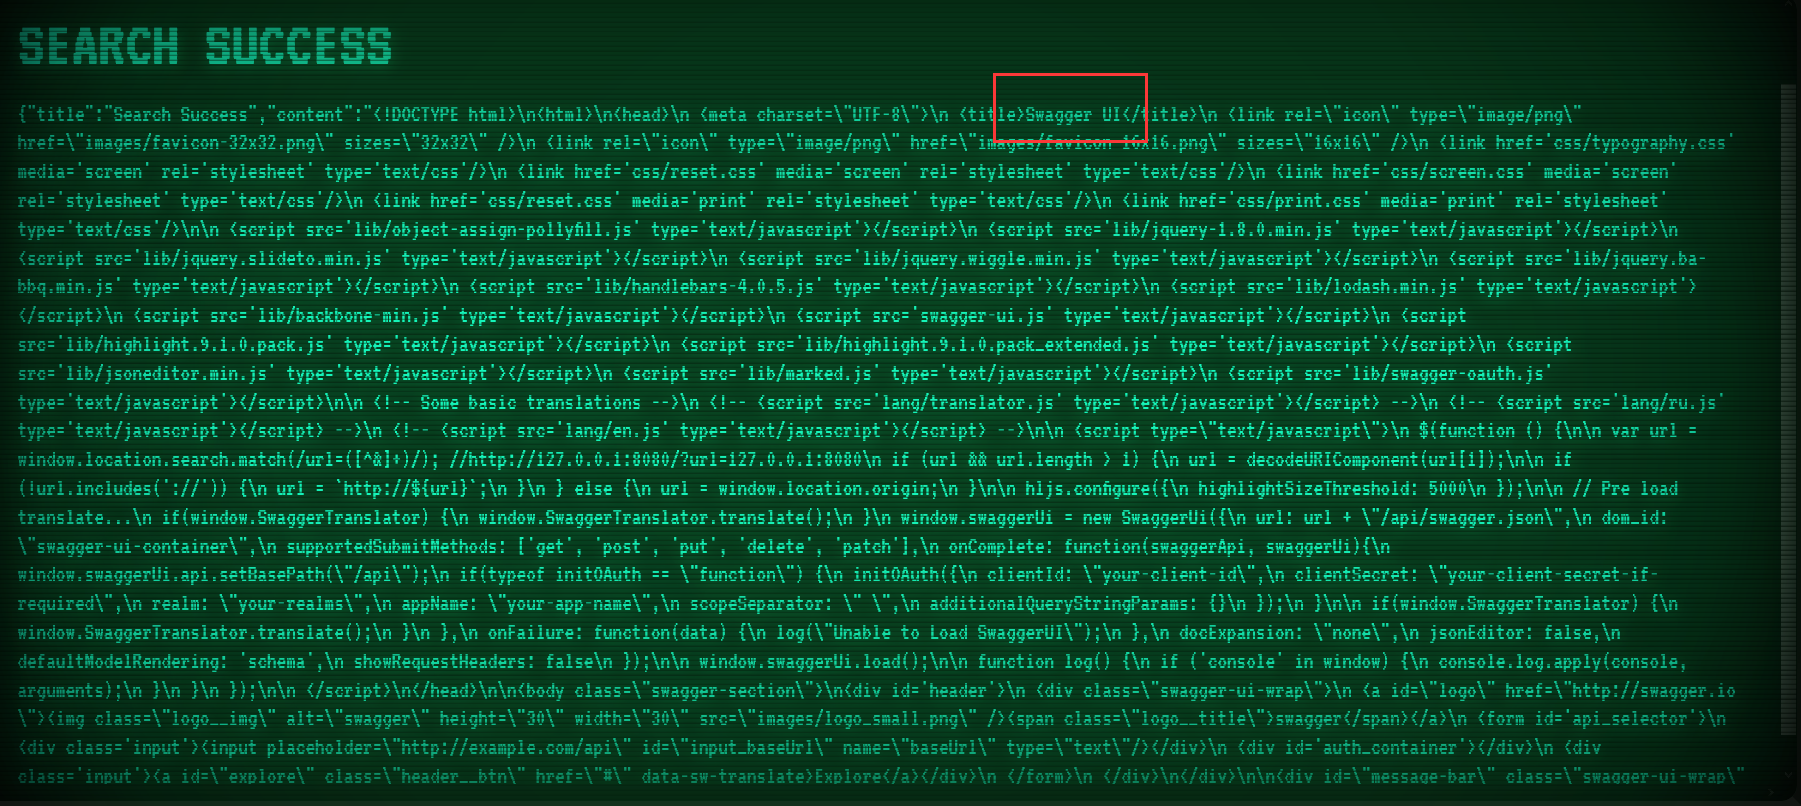 SEARCH SUCCESS
{"title":"Search Success","content":"<!DOCTYPE html>\n<html>\n<head>\n <meta charset=\"UTF-8\">\n <title>Swagger UI</title>\n <link rel=\"icon\" type=\"image/png\"
href=\"images/favicon-32x32.png\" sizes=\"32x32\" />\n <link rel=\"icon\" type=\"image/png\" href=\"images/favicon-16x16.png\" sizes=\"16x16\" />\n <link href='css/typography.css'
media='screen' rel='stylesheet' type='text/css'/>\n <link href='css/reset.css' media='screen' rel='stylesheet' type='text/css'/>\n <link href='css/screen.css' media='screen'
rel='stylesheet' type='text/css'/>\n <link href='css/reset.css' media='print' rel='stylesheet' type='text/css'/>\n <link href='css/print.css' media='print' rel='stylesheet'
type='text/css'/>\n\n <script src='lib/object-assign-pollyfill.js' type='text/javascript'></script>\n <script src='lib/jquery-1.8.0.min.js' type='text/javascript'></script>\n
<script src='lib/jquery.slideto.min.js' type='text/javascript'></script>\n <script src='lib/jquery.wiggle.min.js' type='text/javascript'></script>\n <script src='lib/jquery.ba-
bbq.min.js' type='text/javascript'></script>\n <script src='lib/handlebars-4.0.5.js' type='text/javascript'></script>\n <script src='lib/lodash.min.js' type='text/javascript'>
</script>\n <script src='lib/backbone-min.js' type='text/javascript'></script>\n <script src='swagger-ui.js' type='text/javascript'></script>\n <script
src='lib/highlight.9.1.0.pack.js' type='text/javascript'></script>\n <script src='lib/highlight.9.1.0.pack_extended.js' type='text/javascript'></script>\n <script
src='lib/jsoneditor.min.js' type='text/javascript'></script>\n <script src='lib/marked.js' type='text/javascript'></script>\n <script src='lib/swagger-oauth.js'
type='text/javascript'></script>\n\n <!-- Some basic translations -->\n <!-- <script src='lang/translator.js' type='text/javascript'></script> -->\n <!-- <script src='lang/ru.js'
type='text/javascript'></script> -->\n <!-- <script src='lang/en.js' type='text/javascript'></script> -->\n\n <script type=\"text/javascript\">\n $(function () {\n\n var url =
window.location.search.match(/url=([^&]+)/); //http://127.0.0.1:8080/?url=127.0.0.1:8080\n if (url && url.length > 1) {\n url = decodeURIComponent(url[1]);\n\n if
(!url.includes('://')) {\n url = `http://${url}`;\n }\n } else {\n url = window.location.origin;\n }\n\n hljs.configure({\n highlightSizeThreshold: 5000\n });\n\n // Pre load
translate...\n if(window.SwaggerTranslator) {\n window.SwaggerTranslator.translate();\n }\n window.swaggerUi = new SwaggerUi({\n url: url + \"/api/swagger.json\",\n dom_id:
\"swagger-ui-container\",\n supportedSubmitMethods: ['get', 'post', 'put', 'delete', 'patch'],\n onComplete: function(swaggerApi, swaggerUi){\n
window.swaggerUi.api.setBasePath(\"/api\");\n if(typeof initOAuth == \"function\") {\n initOAuth({\n clientId: \"your-client-id\",\n clientSecret: \"your-client-secret-if-
required\",\n realm: \"your-realms\",\n appName: \"your-app-name\",\n scopeSeparator: \" \",\n additionalQueryStringParams: {}\n });\n }\n\n if(window.SwaggerTranslator) {\n
window.SwaggerTranslator.translate();\n }\n },\n onFailure: function(data) {\n log(\"Unable to Load SwaggerUI\");\n },\n docExpansion: \"none\",\n jsonEditor: false,\n
defaultModelRendering: 'schema',\n showRequestHeaders: false\n });\n\n window.swaggerUi.load();\n\n function log() {\n if ('console' in window) {\n console.log.apply(console,
arguments);\n }\n }\n });\n\n </script>\n</head>\n\n<body class=\"swagger-section\">\n<div id='header'>\n <div class=\"swagger-ui-wrap\">\n <a id=\"logo\" href=\"http://swagger.io
\"><img class=\"logo__img\" alt=\"swagger\" height=\"30\" width=\"30\" src=\"images/logo_small.png\" /><span class=\"logo__title\">swagger</span></a>\n <form id='api_selector'>\n
<div class='input'><input placeholder=\"http://example.com/api\" id=\"input_baseUrl\" name=\"baseUrl\" type=\"text\"/></div>\n <div id='auth_container'></div>\n <div
class='input'><a id=\"explore\" class=\"header__btn\" href=\"#\" data-sw-translate>Explore</a></div>\n </form>\n </div>\n</div>\n\n<div id=\"message-bar\" class=\"swagger-ui-wrap\"